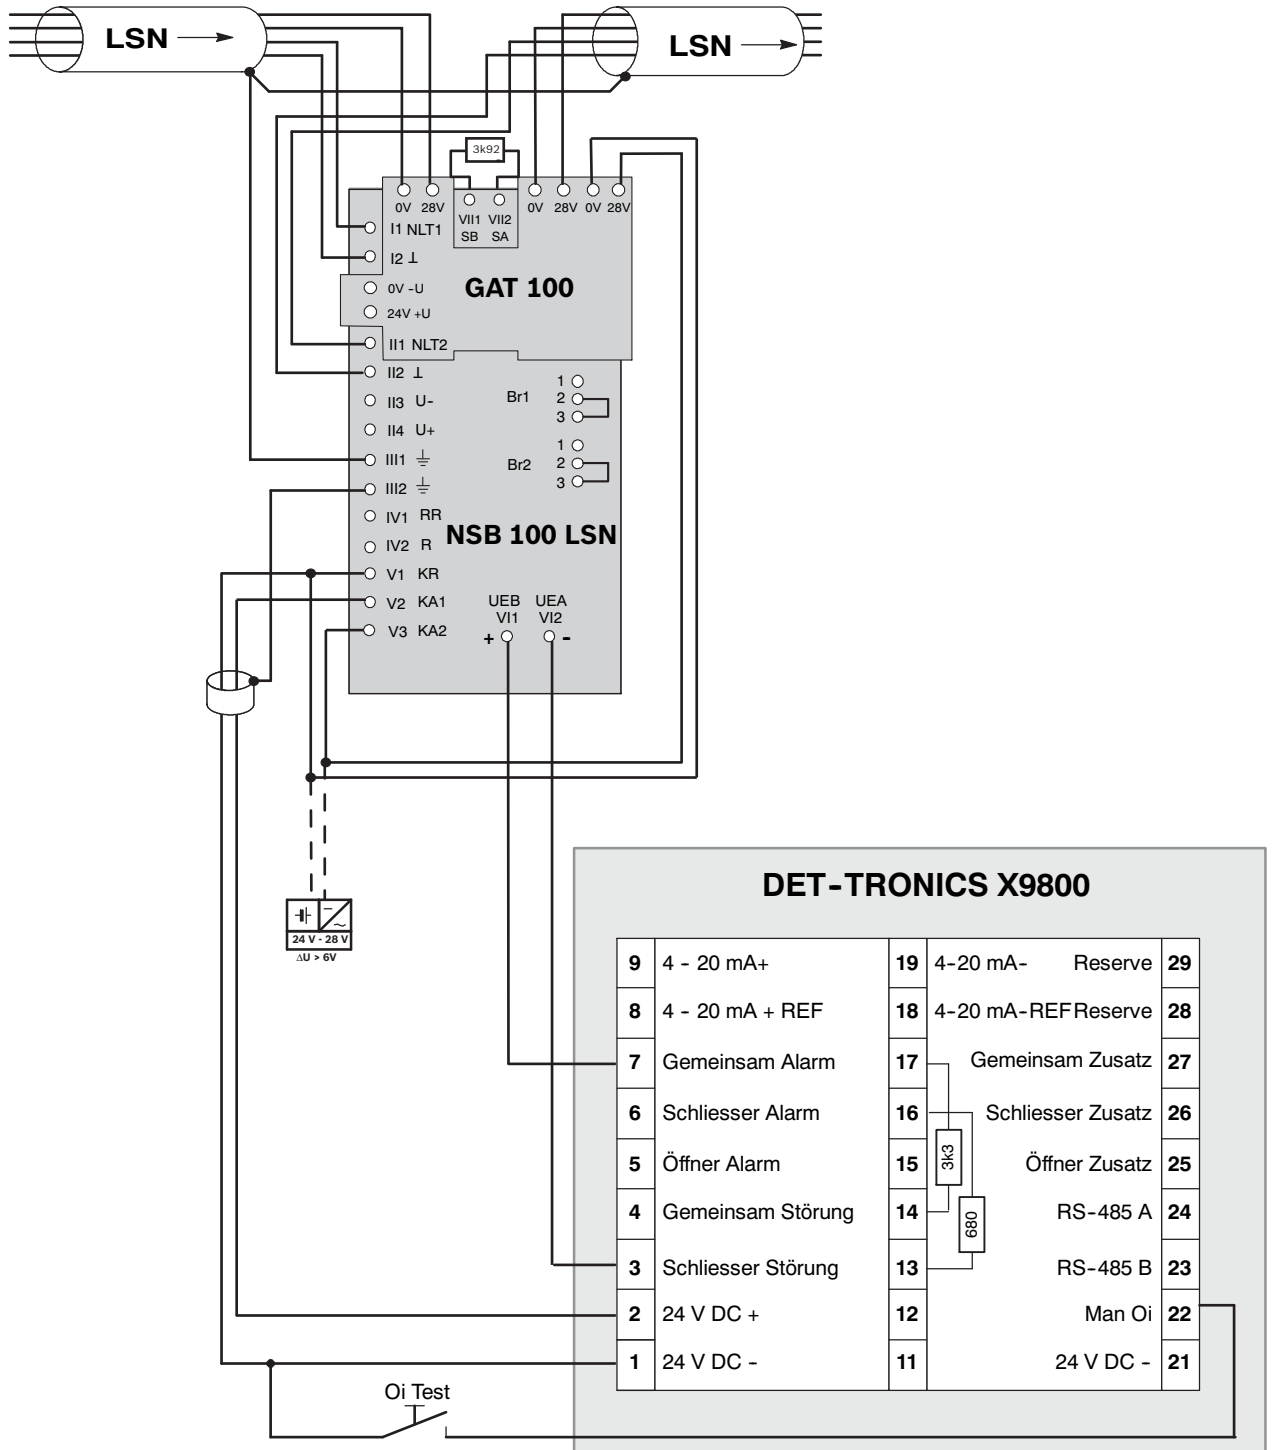 LSN
LSN
3k92
0V 28V
VII1 VII2
SB SA
0V 28V 0V 28V
I1 NLT1
I2 ⊥
0V -U
24V +U
GAT 100
II1 NLT2
II2 ⊥
II3 U-
II4 U+
III1
III2
IV1 RR
IV2 R
V1 KR
V2 KA1
V3 KA2
Br1
1
2
3
Br2
1
2
3
NSB 100 LSN
UEB UEA
VI1 VI2
+ -
24 V - 28 V
ΔU > 6V
DET-TRONICS X9800
9 4 - 20 mA+ 19 4-20 mA- Reserve 29
8 4 - 20 mA + REF 18 4-20 mA-REF Reserve 28
7 Gemeinsam Alarm 17 Gemeinsam Zusatz 27
6 Schliesser Alarm 16 Schliesser Zusatz 26
5 Öffner Alarm 15 Öffner Zusatz 25
4 Gemeinsam Störung 14 RS-485 A 24
3 Schliesser Störung 13 RS-485 B 23
2 24 V DC + 12 Man Oi 22
1 24 V DC - 11 24 V DC - 21
3k3
680
Oi Test